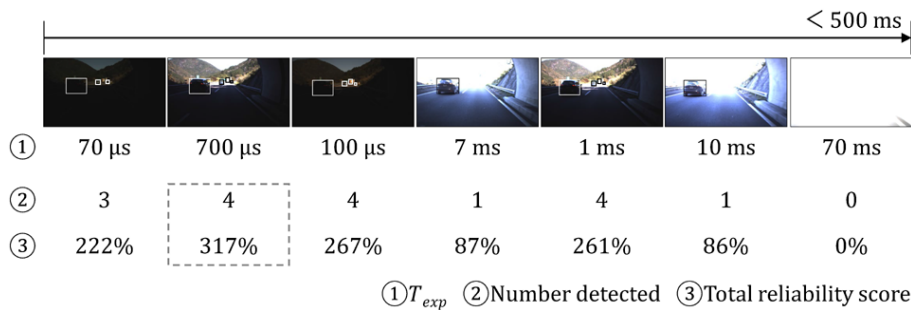 < 500 ms
① 70 μs 700 μs 100 μs 7 ms 1 ms 10 ms 70 ms
② 3 4 4 1 4 1 0
③ 222% 317% 267% 87% 261% 86% 0%
①T_exp ②Number detected ③Total reliability score